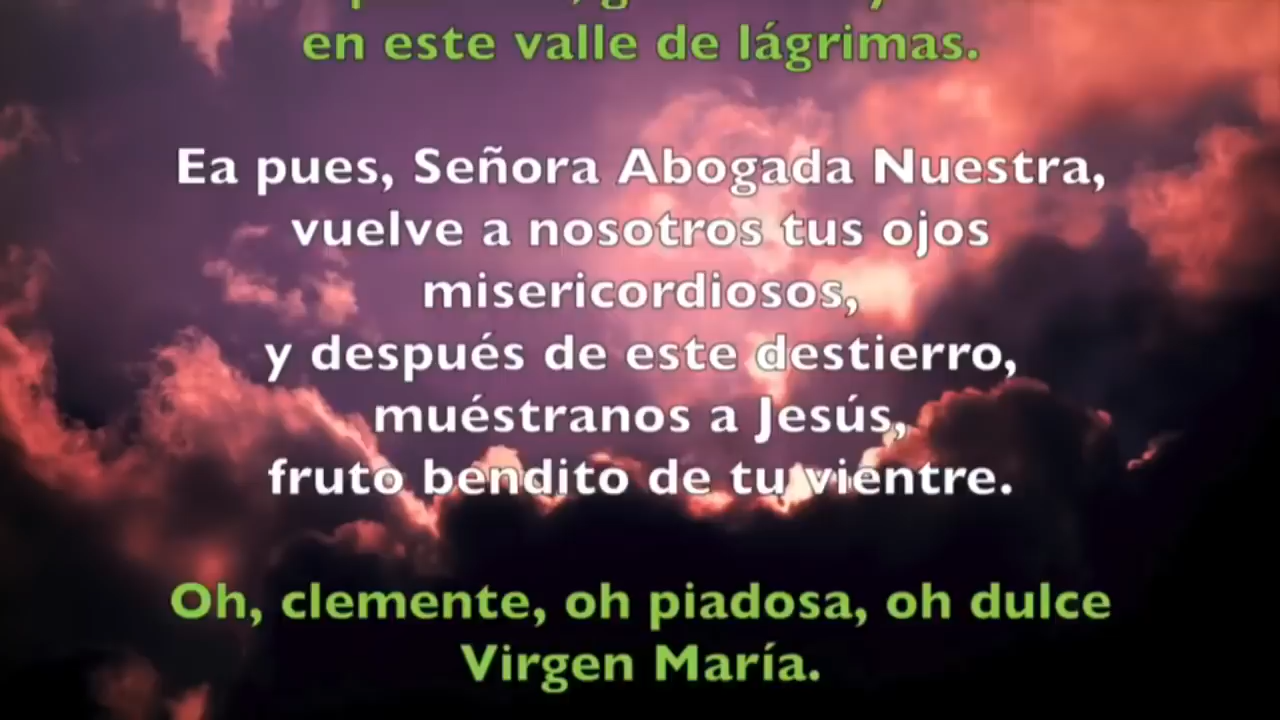 en este valle de lágrimas.
Ea pues, Señora Abogada Nuestra,
vuelve a nosotros tus ojos
misericordiosos,
y después de este destierro,
muéstranos a Jesús,
fruto bendito de tu vientre.
Oh, clemente, oh piadosa, oh dulce
Virgen María.